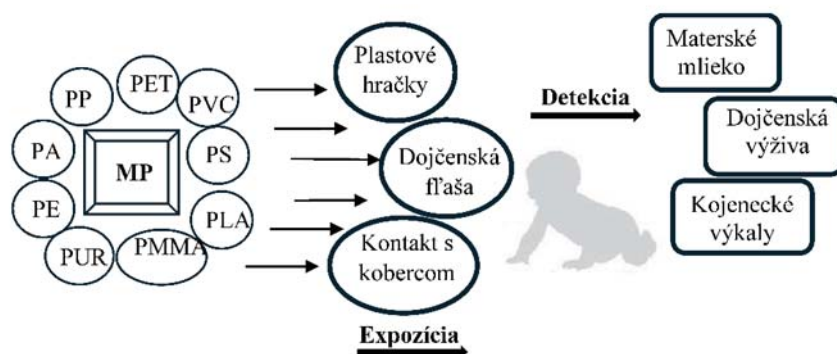 PET
PP
PVC
PA
MP
PS
PE
PLA
PUR
PMMA
Plastové
hračky
Dojčenská
fľaša
Kontakt s
kobercom
Expozícia
Detekcia
Materské
mlieko
Dojčenská
výživa
Kojenecké
výkaly